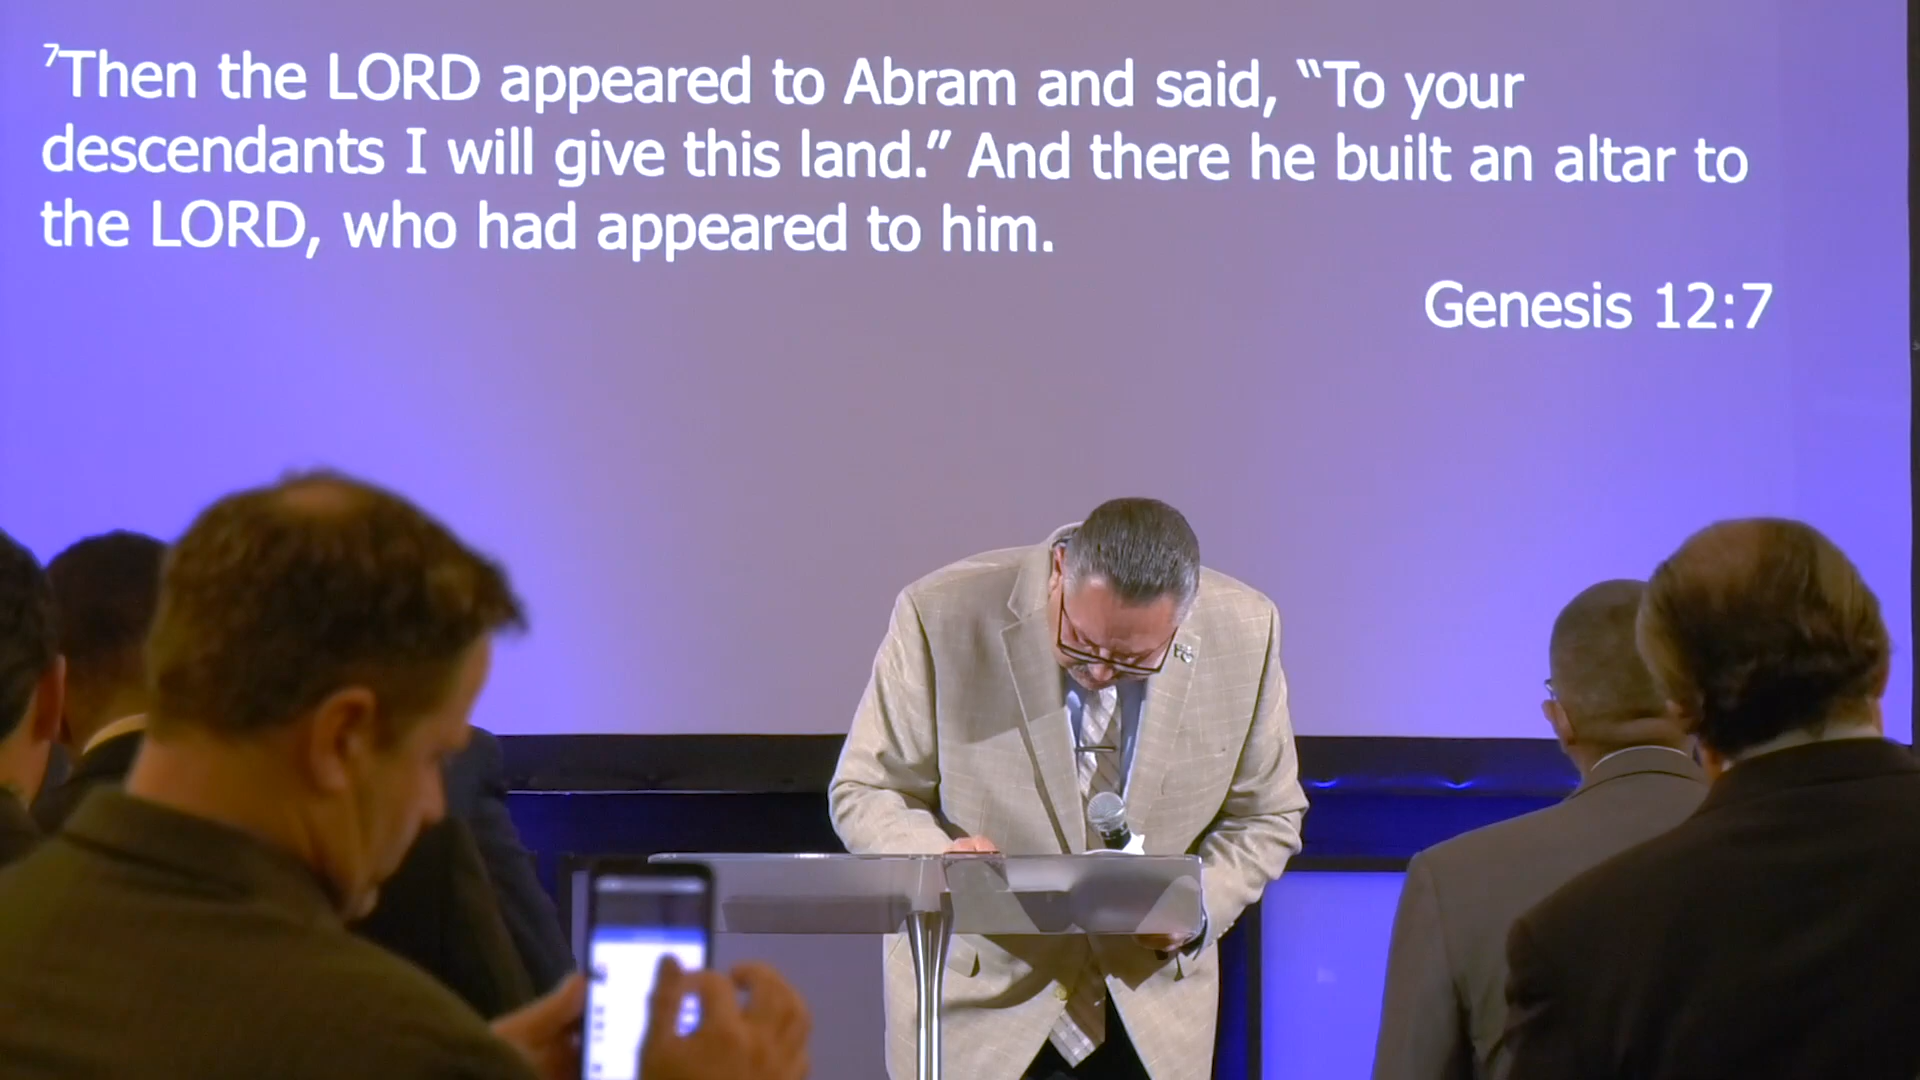 ⁷Then the LORD appeared to Abram and said, “To your
descendants I will give this land.” And there he built an altar to
the LORD, who had appeared to him.
Genesis 12:7